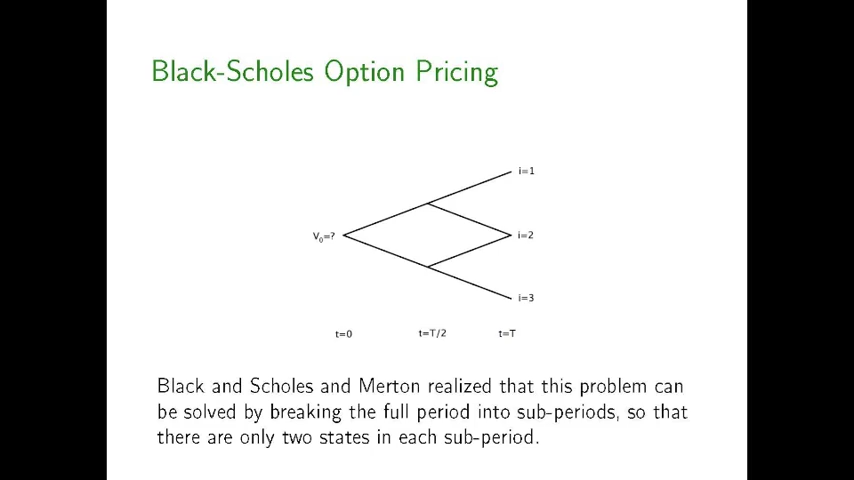 Black-Scholes Option Pricing
i=1
V0=?
i=2
i=3
t=0 t=T/2 t=T
Black and Scholes and Merton realized that this problem can
be solved by breaking the full period into sub-periods, so that
there are only two states in each sub-period.